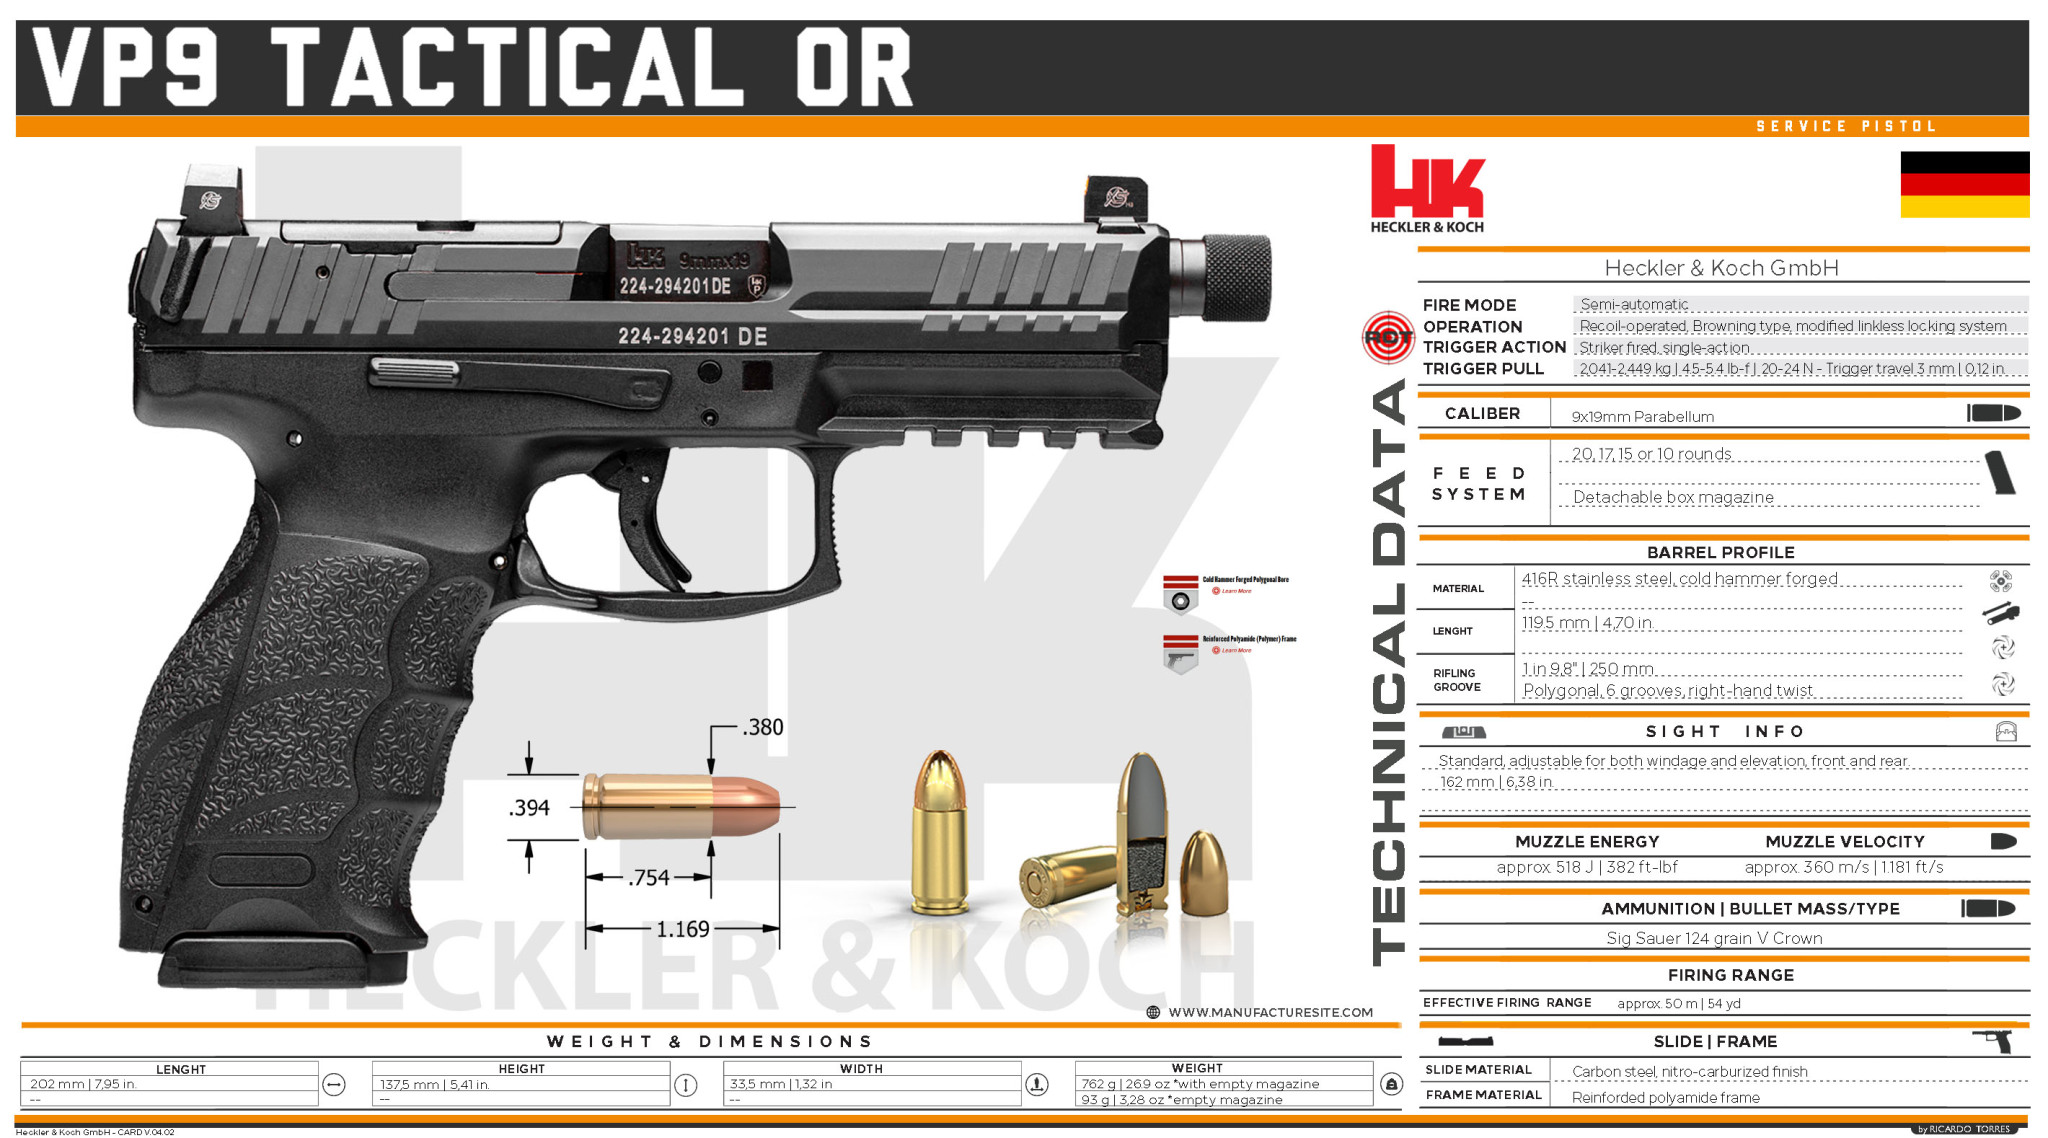 VP9 TACTICAL OR
SERVICE PISTOL
HK
HECKLER & KOCH
HK 9mmx19
224-294201DE
224-294201 DE
Heckler & Koch GmbH
TECHNICAL DATA
RDT
FIRE MODE Semi-automatic
OPERATION Recoil-operated, Browning type, modified linkless locking system
TRIGGER ACTION Striker fired, single-action
TRIGGER PULL 2,041-2,449 kg | 4.5-5.4 lb-f | 20-24 N - Trigger travel 3 mm | 0,12 in.
CALIBER 9x19mm Parabellum
FEED SYSTEM
20, 17, 15 or 10 rounds
Detachable box magazine
BARREL PROFILE
MATERIAL 416R stainless steel, cold hammer forged
--
LENGHT 119.5 mm | 4,70 in.
RIFLING GROOVE
1 in 9.8" | 250 mm
Polygonal, 6 grooves, right-hand twist
SIGHT INFO
Standard, adjustable for both windage and elevation, front and rear.
162 mm | 6,38 in.
MUZZLE ENERGY MUZZLE VELOCITY
approx. 518 J | 382 ft-lbf approx. 360 m/s | 1.181 ft/s
AMMUNITION | BULLET MASS/TYPE
Sig Sauer 124 grain V Crown
FIRING RANGE
EFFECTIVE FIRING RANGE approx. 50 m | 54 yd
SLIDE | FRAME
SLIDE MATERIAL Carbon steel, nitro-carburized finish
FRAME MATERIAL Reinforded polyamide frame
Cold Hammer Forged Polygonal Bore
Learn More
Reinforced Polyamide (Polymer) Frame
Learn More
.380
.394
.754
1.169
HECKLER & KOCH
WWW.MANUFACTURESITE.COM
WEIGHT & DIMENSIONS
LENGHT HEIGHT WIDTH WEIGHT
202 mm | 7,95 in. 137,5 mm | 5,41 in. 33,5 mm | 1,32 in 762 g | 26.9 oz *with empty magazine
-- -- -- 93 g | 3,28 oz *empty magazine
Heckler & Koch GmbH - CARD V.04.02
by RICARDO TORRES